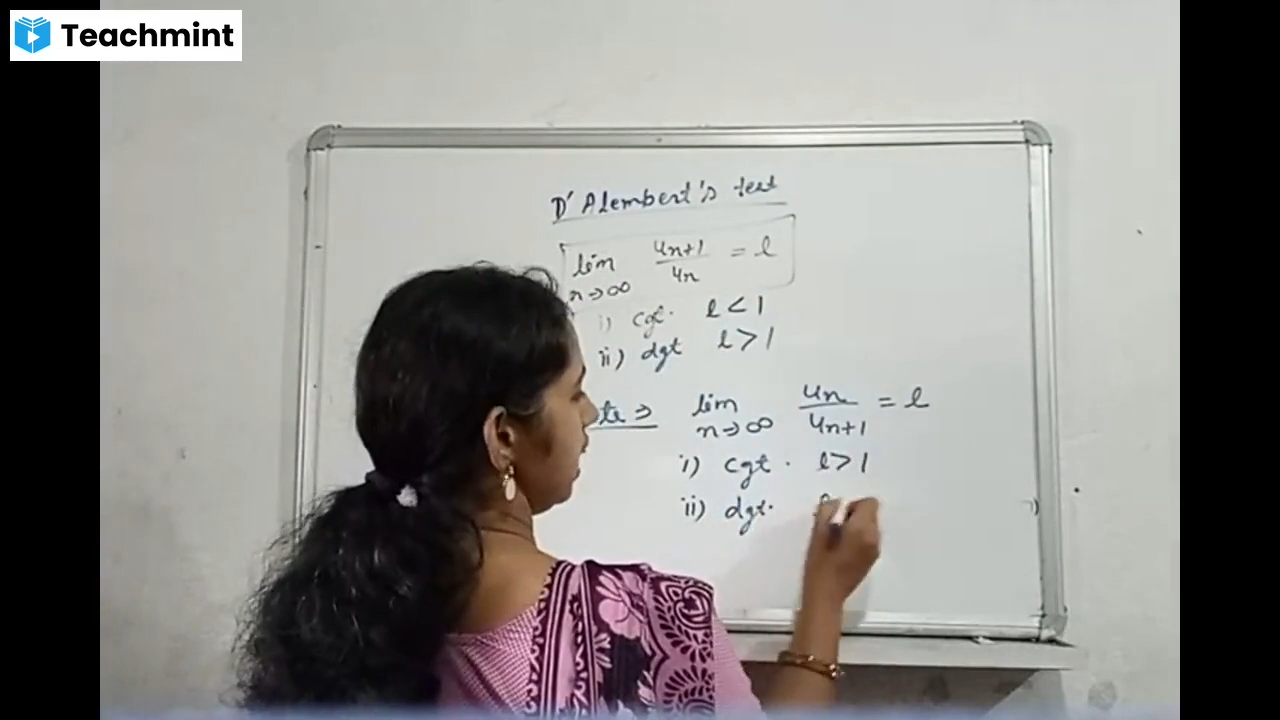 Teachmint
D'Alembert's test
lim un+1 / un = l
n→∞
i) cgt. l < 1
ii) dgt l > 1
⇒ lim un / un+1 = l
n→∞
i) cgt. l > 1
ii) dgt.